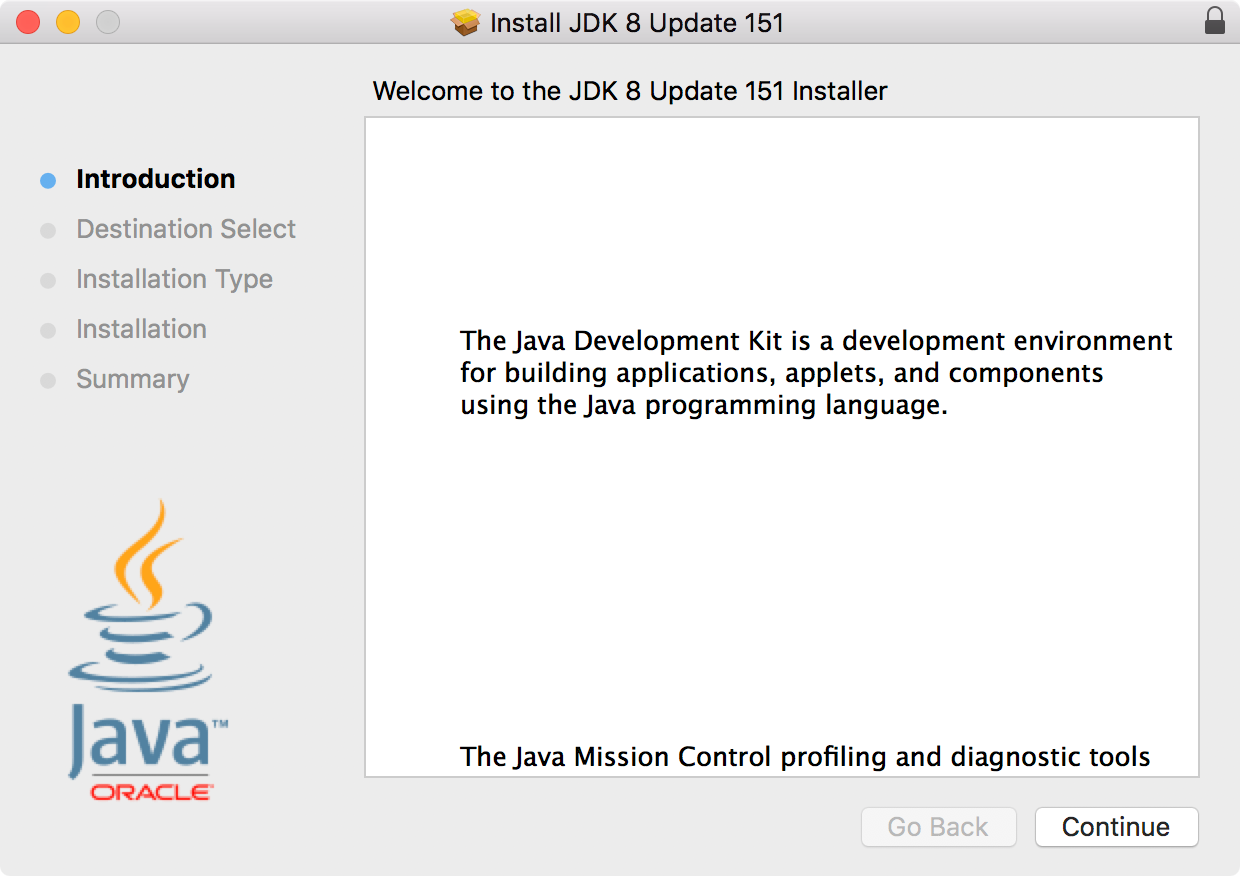 Install JDK 8 Update 151
Welcome to the JDK 8 Update 151 Installer
Introduction
Destination Select
Installation Type
Installation
Summary
The Java Development Kit is a development environment
for building applications, applets, and components
using the Java programming language.
The Java Mission Control profiling and diagnostic tools
Java™
ORACLE
Go Back
Continue